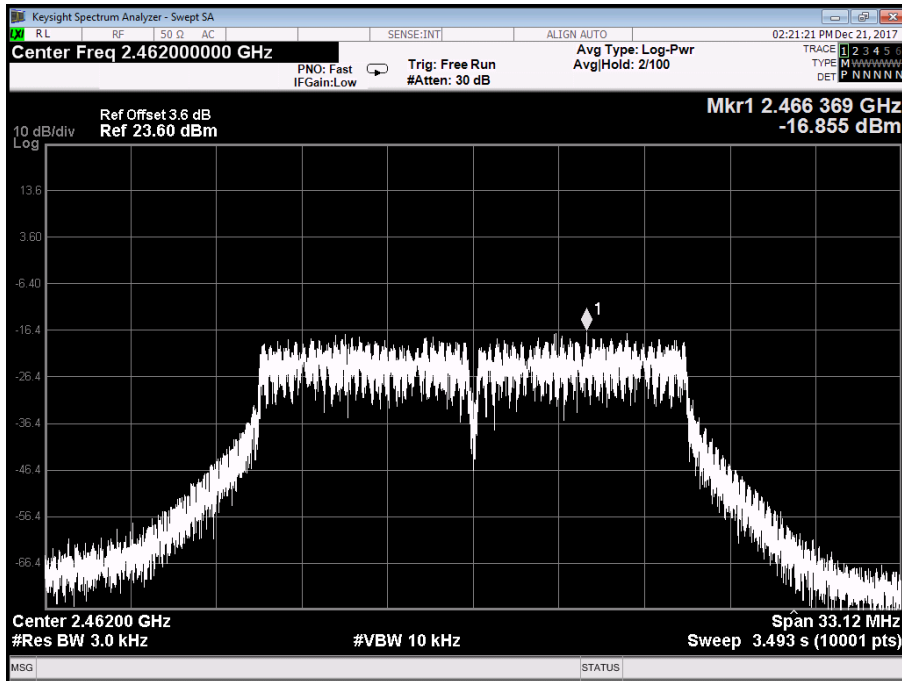 Keysight Spectrum Analyzer - Swept SA
LXI RL RF 50 Ω AC SENSE:INT ALIGN AUTO 02:21:21 PM Dec 21, 2017
Center Freq 2.462000000 GHz
PNO: Fast
IFGain:Low
Trig: Free Run
#Atten: 30 dB
Avg Type: Log-Pwr
Avg|Hold: 2/100
TRACE 1 2 3 4 5 6
TYPE M WWWWW
DET P N N N N N
Mkr1 2.466 369 GHz
-16.855 dBm
Ref Offset 3.6 dB
10 dB/div Ref 23.60 dBm
Log
13.6
3.60
-6.40
1
-16.4
-26.4
-36.4
-46.4
-56.4
-66.4
Center 2.46200 GHz Span 33.12 MHz
#Res BW 3.0 kHz #VBW 10 kHz Sweep 3.493 s (10001 pts)
MSG STATUS